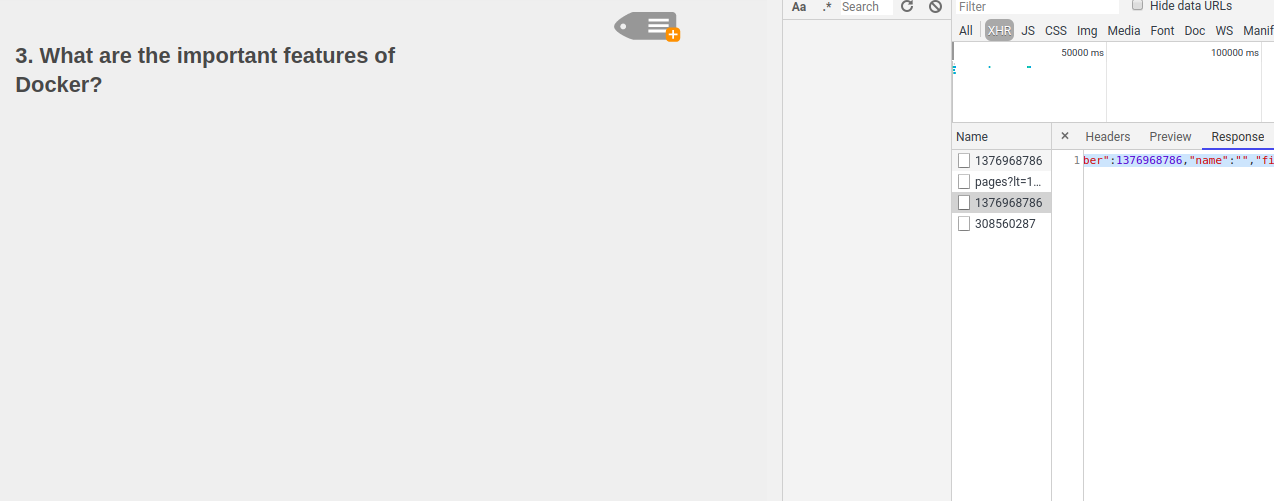 3. What are the important features of
Docker?
Aa .* Search
Filter
Hide data URLs
All XHR JS CSS Img Media Font Doc WS Manif
50000 ms 100000 ms
Name
× Headers Preview Response
1376968786
pages?lt=1...
1376968786
308560287
1 ber":1376968786,"name":"","fi